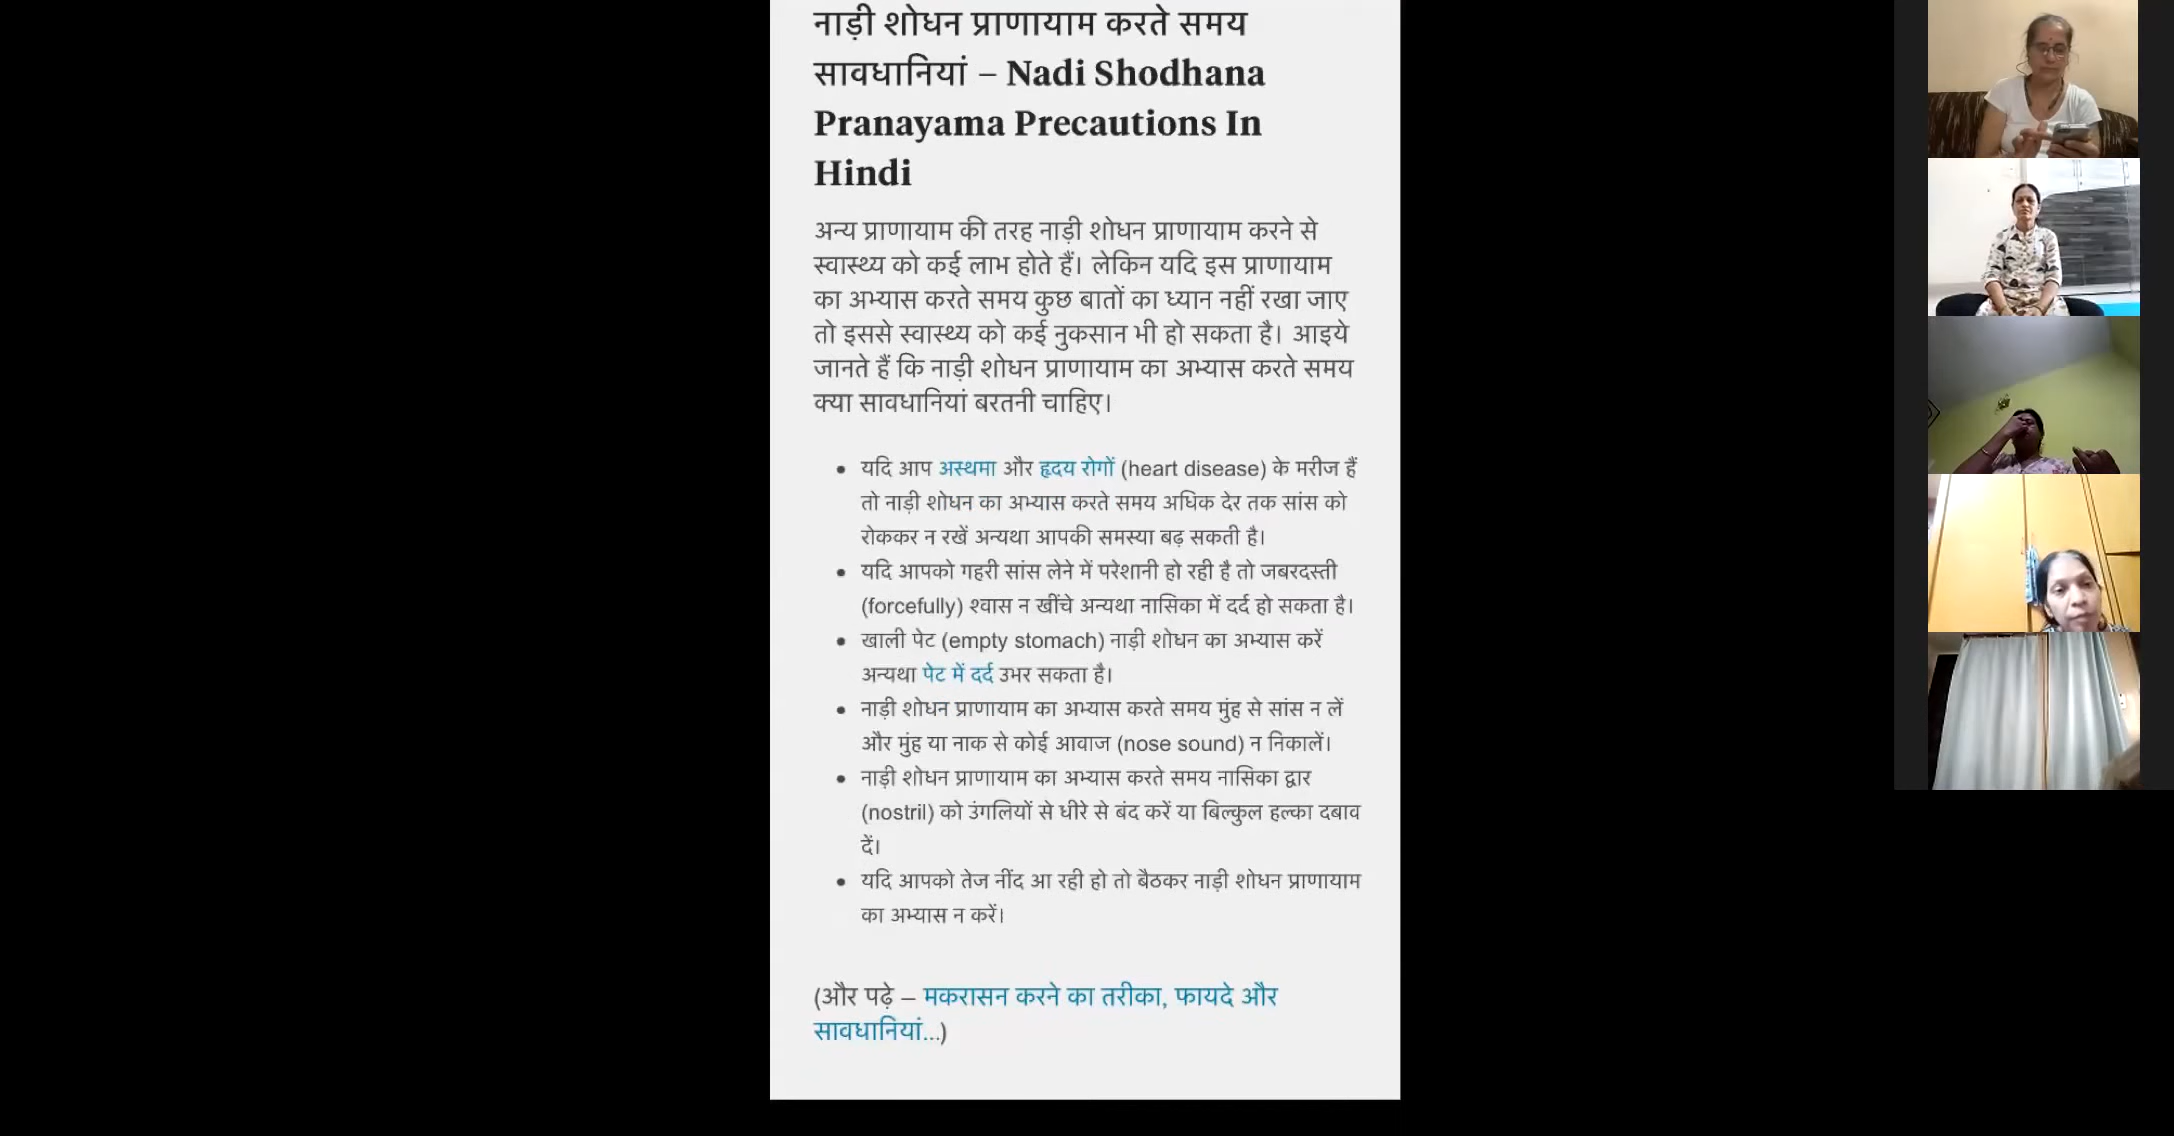 नाड़ी शोधन प्राणायाम करते समय
सावधानियां – Nadi Shodhana
Pranayama Precautions In
Hindi
अन्य प्राणायाम की तरह नाड़ी शोधन प्राणायाम करने से
स्वास्थ्य को कई लाभ होते हैं। लेकिन यदि इस प्राणायाम
का अभ्यास करते समय कुछ बातों का ध्यान नहीं रखा जाए
तो इससे स्वास्थ्य को कई नुकसान भी हो सकता है। आइये
जानते हैं कि नाड़ी शोधन प्राणायाम का अभ्यास करते समय
क्या सावधानियां बरतनी चाहिए।
• यदि आप अस्थमा और हृदय रोगों (heart disease) के मरीज हैं
तो नाड़ी शोधन का अभ्यास करते समय अधिक देर तक सांस को
रोककर न रखें अन्यथा आपकी समस्या बढ़ सकती है।
• यदि आपको गहरी सांस लेने में परेशानी हो रही है तो जबरदस्ती
(forcefully) श्वास न खींचे अन्यथा नासिका में दर्द हो सकता है।
• खाली पेट (empty stomach) नाड़ी शोधन का अभ्यास करें
अन्यथा पेट में दर्द उभर सकता है।
• नाड़ी शोधन प्राणायाम का अभ्यास करते समय मुंह से सांस न लें
और मुंह या नाक से कोई आवाज (nose sound) न निकालें।
• नाड़ी शोधन प्राणायाम का अभ्यास करते समय नासिका द्वार
(nostril) को उंगलियों से धीरे से बंद करें या बिल्कुल हल्का दबाव
दें।
• यदि आपको तेज नींद आ रही हो तो बैठकर नाड़ी शोधन प्राणायाम
का अभ्यास न करें।
(और पढ़े – मकरासन करने का तरीका, फायदे और
सावधानियां…)